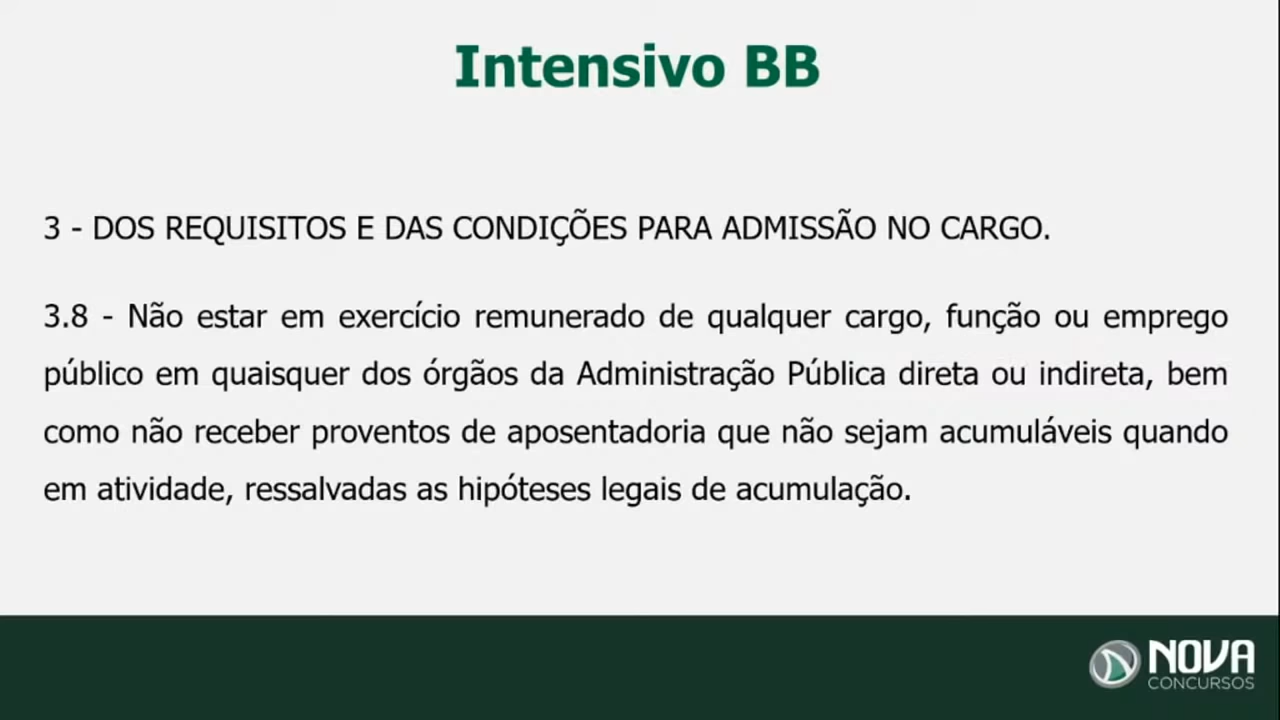 Intensivo BB
3 - DOS REQUISITOS E DAS CONDIÇÕES PARA ADMISSÃO NO CARGO.
3.8 - Não estar em exercício remunerado de qualquer cargo, função ou emprego
público em quaisquer dos órgãos da Administração Pública direta ou indireta, bem
como não receber proventos de aposentadoria que não sejam acumuláveis quando
em atividade, ressalvadas as hipóteses legais de acumulação.
NOVA
CONCURSOS